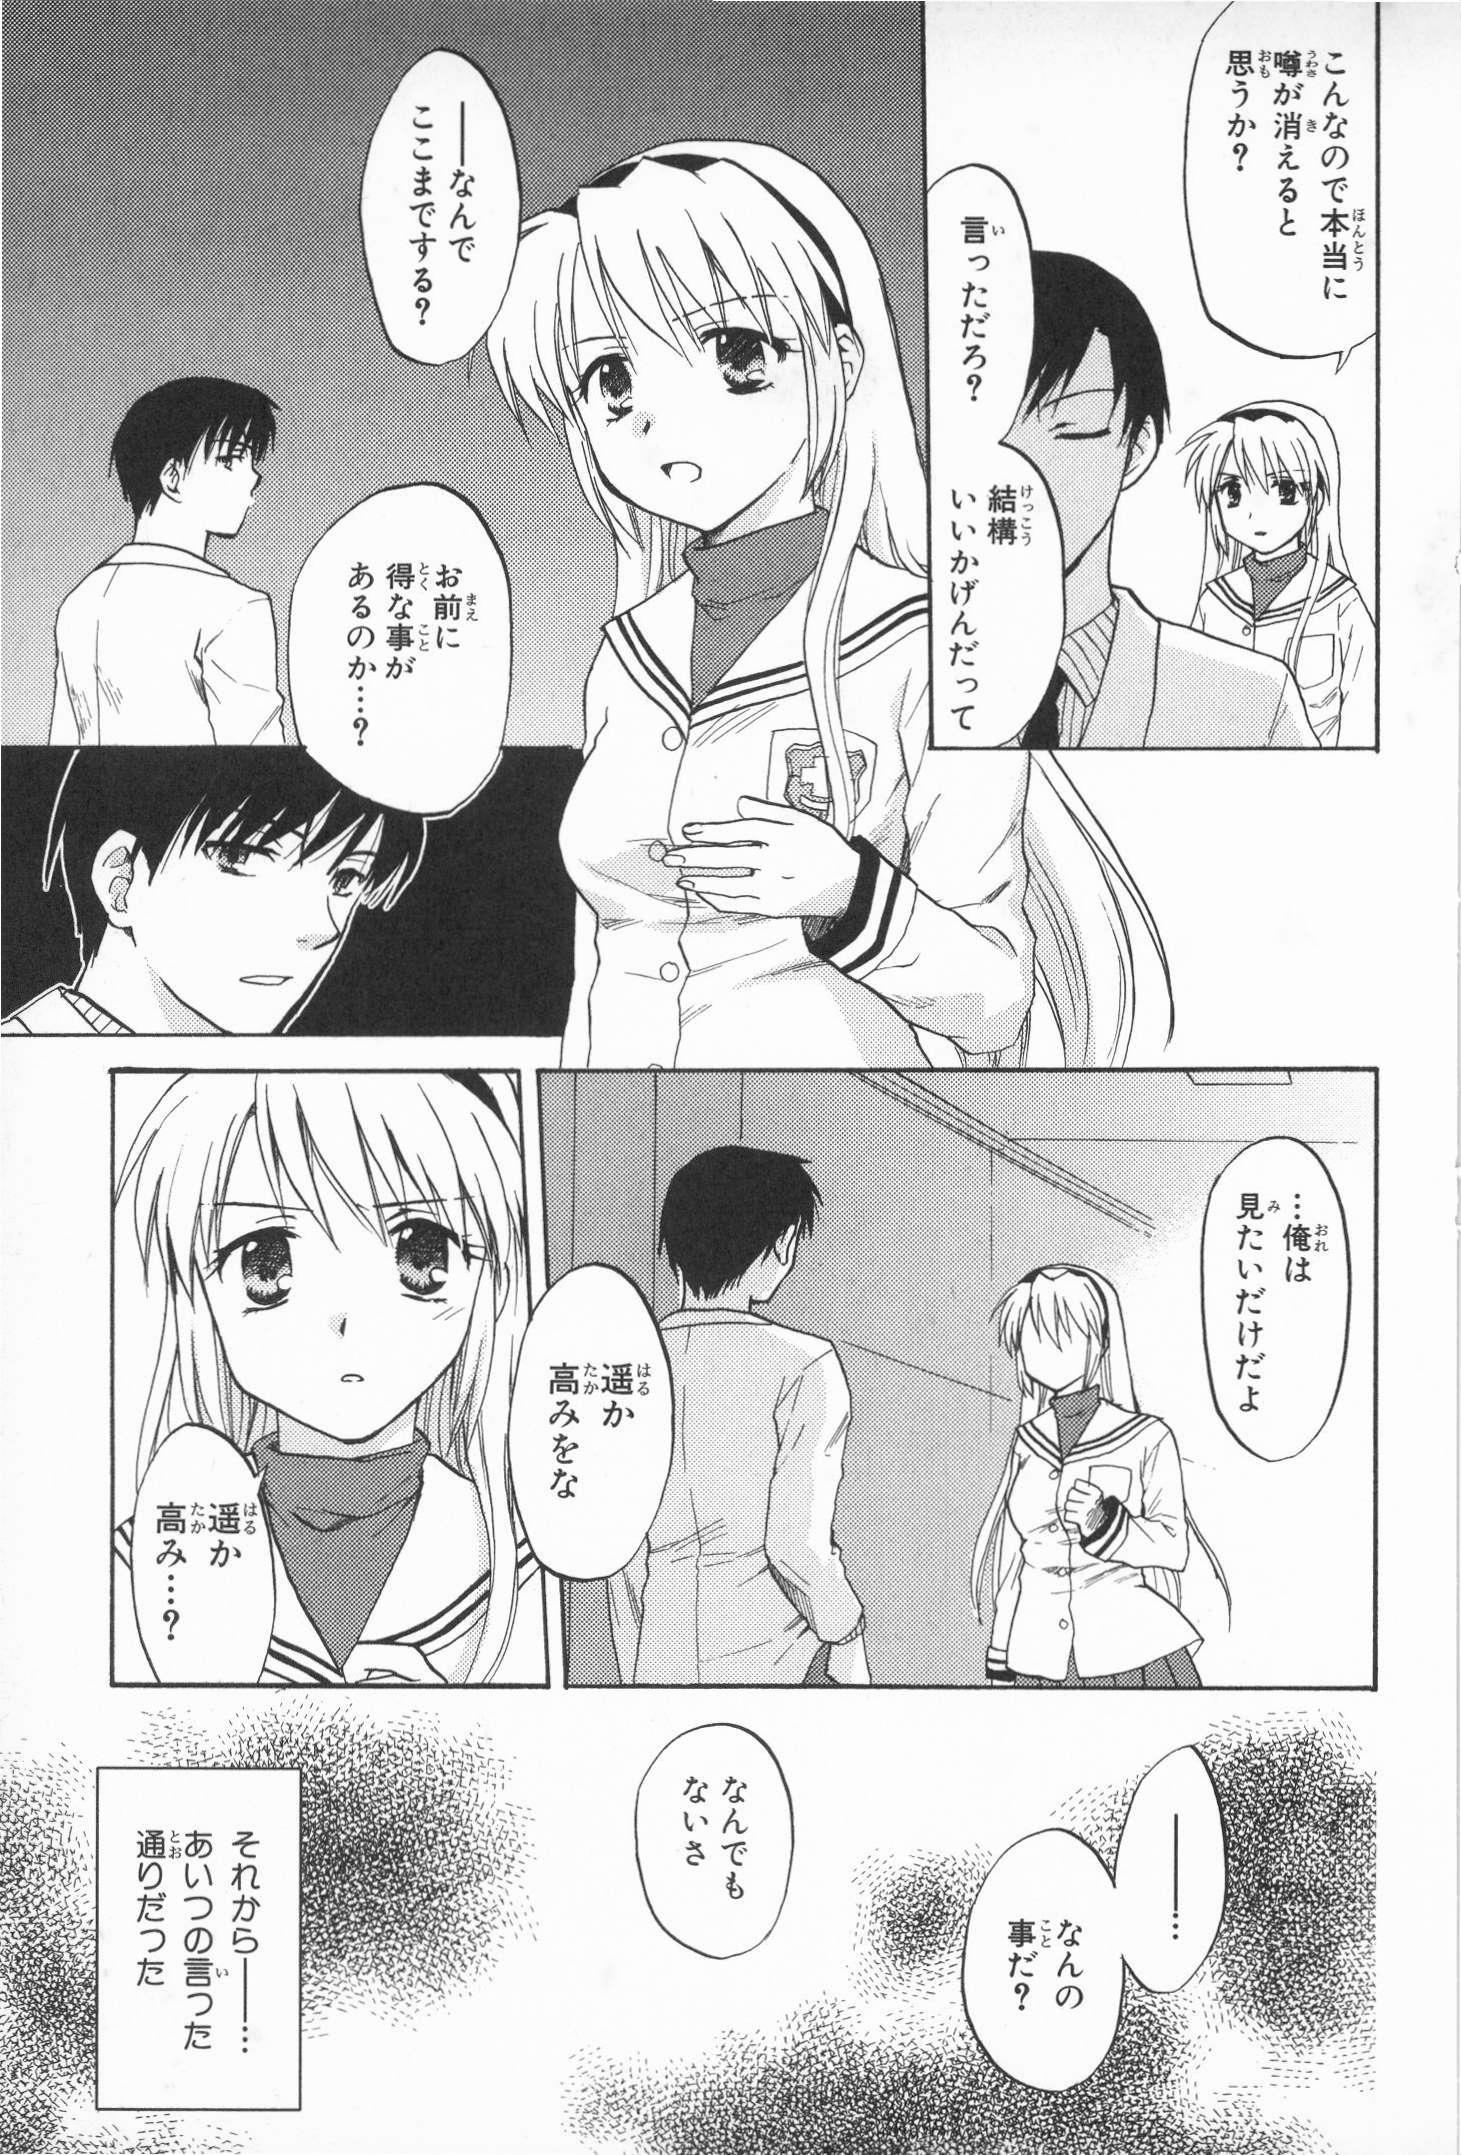 こんなので本当に
噂が消えると
思うか？
言っただろ？
結構
いいかげんだって
──なんで
ここまでする？
お前に
得な事が
あるのか…？
…俺は
見たいだけだよ
遥か
高みをな
遥か
高み…？
──…
なんの
事だ？
なんでも
ないさ
それから──…
あいつの言った
通りだった